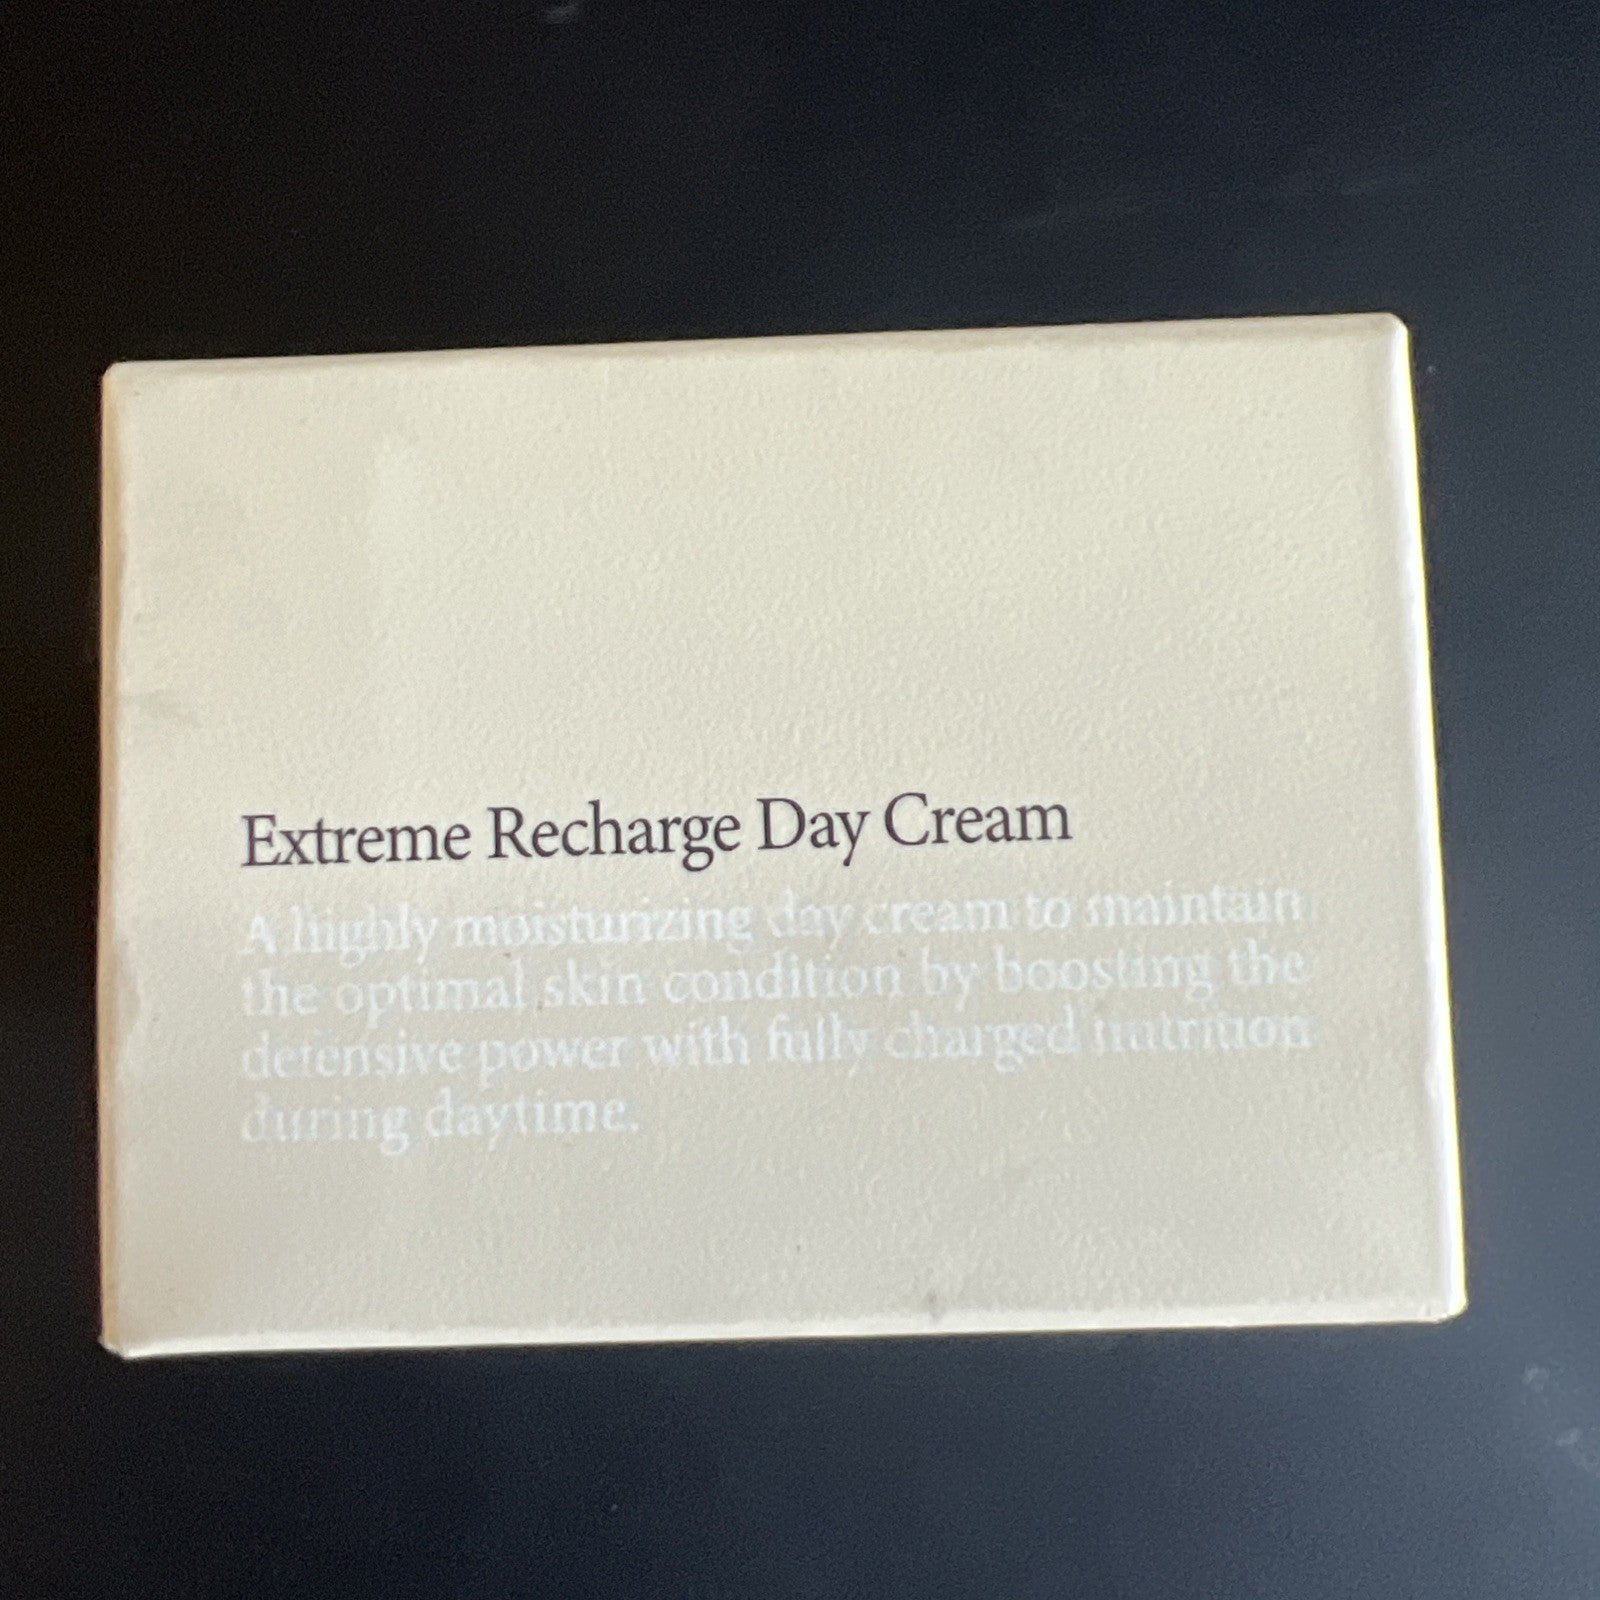 Extreme Recharge Day Cream
A highly moisturizing day cream to maintain
the optimal skin condition by boosting the
defensive power with fully charged nutrition
during daytime.